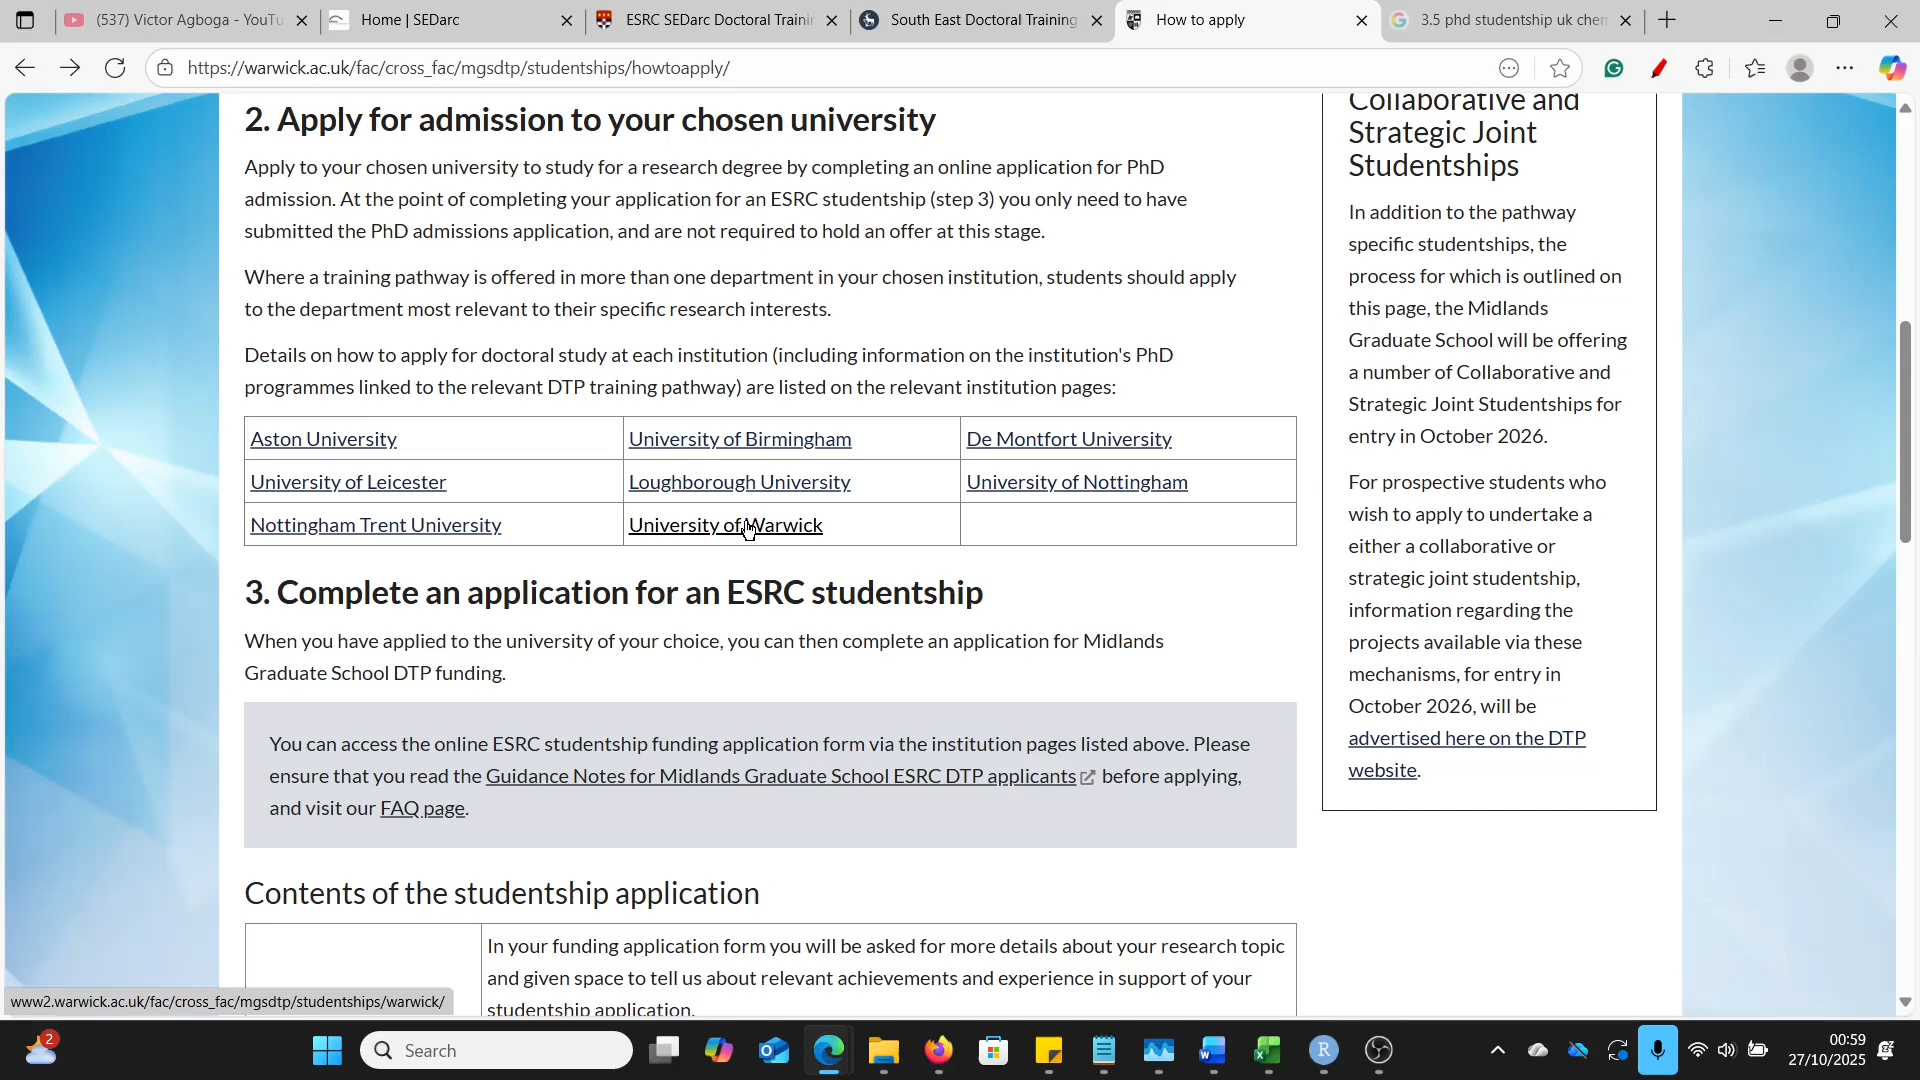 (537) Victor Agboga - YouTu
Home | SEDarc
ESRC SEDarc Doctoral Traini
South East Doctoral Training
How to apply
3.5 phd studentship uk chem
https://warwick.ac.uk/fac/cross_fac/mgsdtp/studentships/howtoapply/
2. Apply for admission to your chosen university
Apply to your chosen university to study for a research degree by completing an online application for PhD
admission. At the point of completing your application for an ESRC studentship (step 3) you only need to have
submitted the PhD admissions application, and are not required to hold an offer at this stage.
Where a training pathway is offered in more than one department in your chosen institution, students should apply
to the department most relevant to their specific research interests.
Details on how to apply for doctoral study at each institution (including information on the institution's PhD
programmes linked to the relevant DTP training pathway) are listed on the relevant institution pages:
Aston University
University of Birmingham
De Montfort University
University of Leicester
Loughborough University
University of Nottingham
Nottingham Trent University
University of Warwick
3. Complete an application for an ESRC studentship
When you have applied to the university of your choice, you can then complete an application for Midlands
Graduate School DTP funding.
You can access the online ESRC studentship funding application form via the institution pages listed above. Please
ensure that you read the Guidance Notes for Midlands Graduate School ESRC DTP applicants before applying,
and visit our FAQ page.
Contents of the studentship application
In your funding application form you will be asked for more details about your research topic
and given space to tell us about relevant achievements and experience in support of your
studentship application.
Collaborative and
Strategic Joint
Studentships
In addition to the pathway
specific studentships, the
process for which is outlined on
this page, the Midlands
Graduate School will be offering
a number of Collaborative and
Strategic Joint Studentships for
entry in October 2026.
For prospective students who
wish to apply to undertake a
either a collaborative or
strategic joint studentship,
information regarding the
projects available via these
mechanisms, for entry in
October 2026, will be
advertised here on the DTP
website.
www2.warwick.ac.uk/fac/cross_fac/mgsdtp/studentships/warwick/
2
Search
00:59
27/10/2025